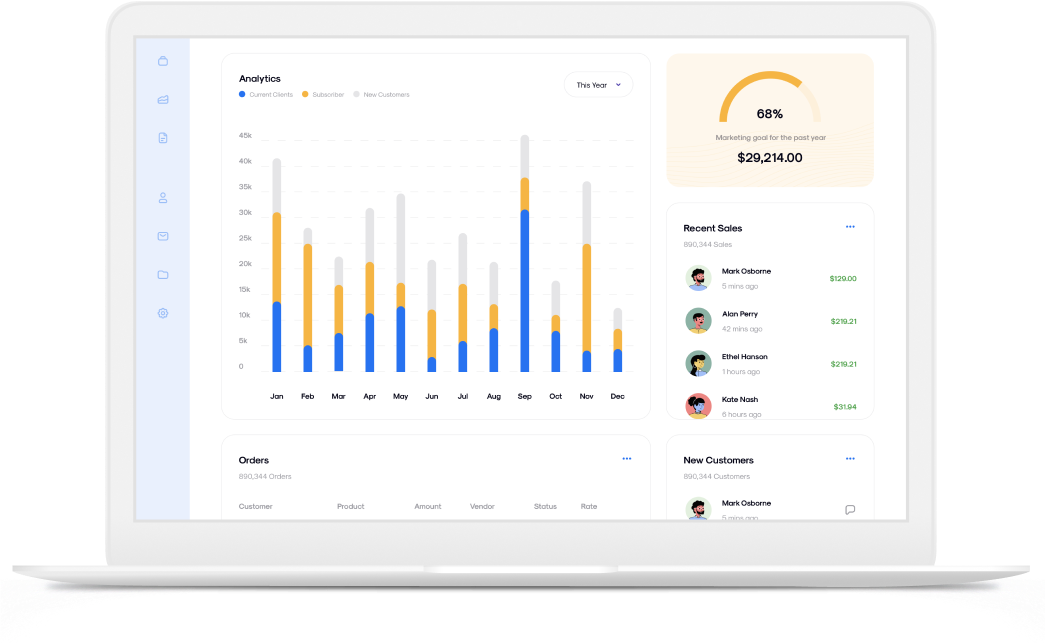 Analytics
This Year
Current Clients Subscriber New Customers
45k
40k
35k
30k
25k
20k
15k
10k
5k
0
Jan Feb Mar Apr May Jun Jul Aug Sep Oct Nov Dec
68%
Marketing goal for the past year
$29,214.00
Recent Sales
890,344 Sales
Mark Osborne
5 mins ago
$129.00
Alan Perry
42 mins ago
$219.21
Ethel Hanson
1 hours ago
$219.21
Kate Nash
6 hours ago
$31.94
Orders
890,344 Orders
Customer Product Amount Vendor Status Rate
New Customers
890,344 Customers
Mark Osborne
5 mins ago